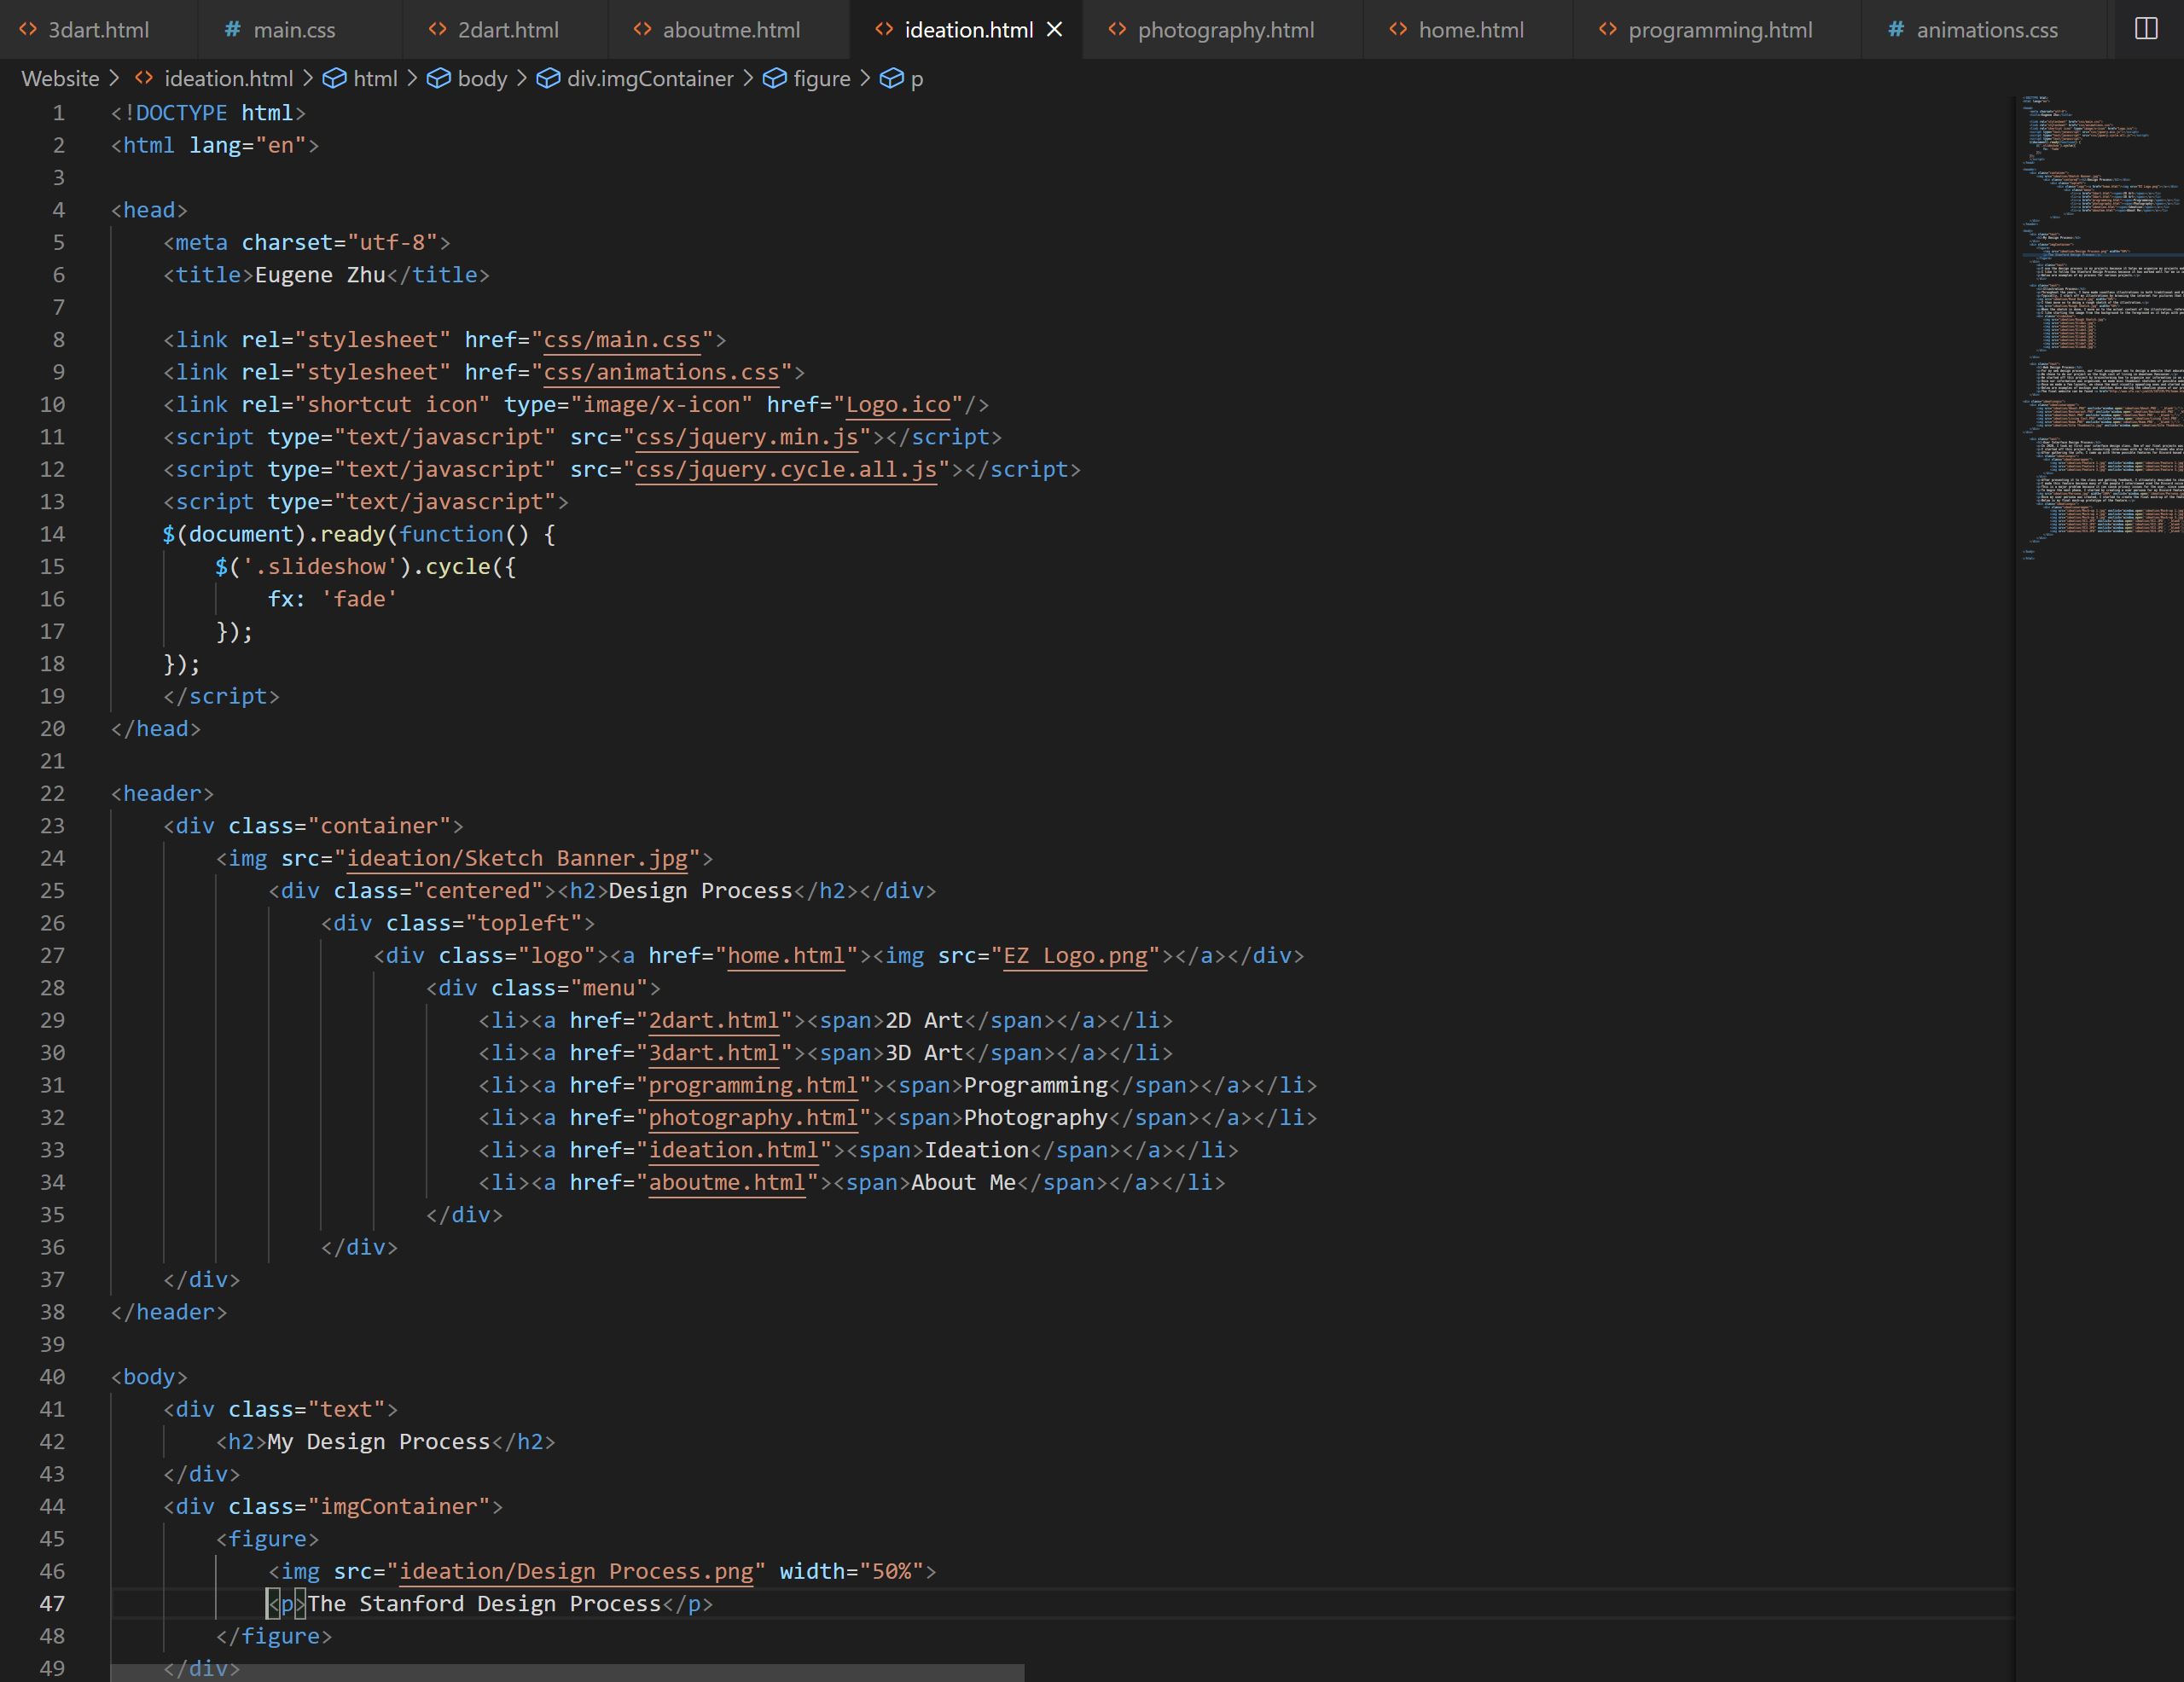 3dart.html # main.css 2dart.html aboutme.html ideation.html photography.html home.html programming.html # animations.css
Website > ideation.html > html > body > div.imgContainer > figure > p
1 <!DOCTYPE html>
2 <html lang="en">
3
4 <head>
5 <meta charset="utf-8">
6 <title>Eugene Zhu</title>
7
8 <link rel="stylesheet" href="css/main.css">
9 <link rel="stylesheet" href="css/animations.css">
10 <link rel="shortcut icon" type="image/x-icon" href="Logo.ico"/>
11 <script type="text/javascript" src="css/jquery.min.js"></script>
12 <script type="text/javascript" src="css/jquery.cycle.all.js"></script>
13 <script type="text/javascript">
14 $(document).ready(function() {
15 $('.slideshow').cycle({
16 fx: 'fade'
17 });
18 });
19 </script>
20 </head>
21
22 <header>
23 <div class="container">
24 <img src="ideation/Sketch Banner.jpg">
25 <div class="centered"><h2>Design Process</h2></div>
26 <div class="topleft">
27 <div class="logo"><a href="home.html"><img src="EZ Logo.png"></a></div>
28 <div class="menu">
29 <li><a href="2dart.html"><span>2D Art</span></a></li>
30 <li><a href="3dart.html"><span>3D Art</span></a></li>
31 <li><a href="programming.html"><span>Programming</span></a></li>
32 <li><a href="photography.html"><span>Photography</span></a></li>
33 <li><a href="ideation.html"><span>Ideation</span></a></li>
34 <li><a href="aboutme.html"><span>About Me</span></a></li>
35 </div>
36 </div>
37 </div>
38 </header>
39
40 <body>
41 <div class="text">
42 <h2>My Design Process</h2>
43 </div>
44 <div class="imgContainer">
45 <figure>
46 <img src="ideation/Design Process.png" width="50%">
47 <p>The Stanford Design Process</p>
48 </figure>
49 </div>